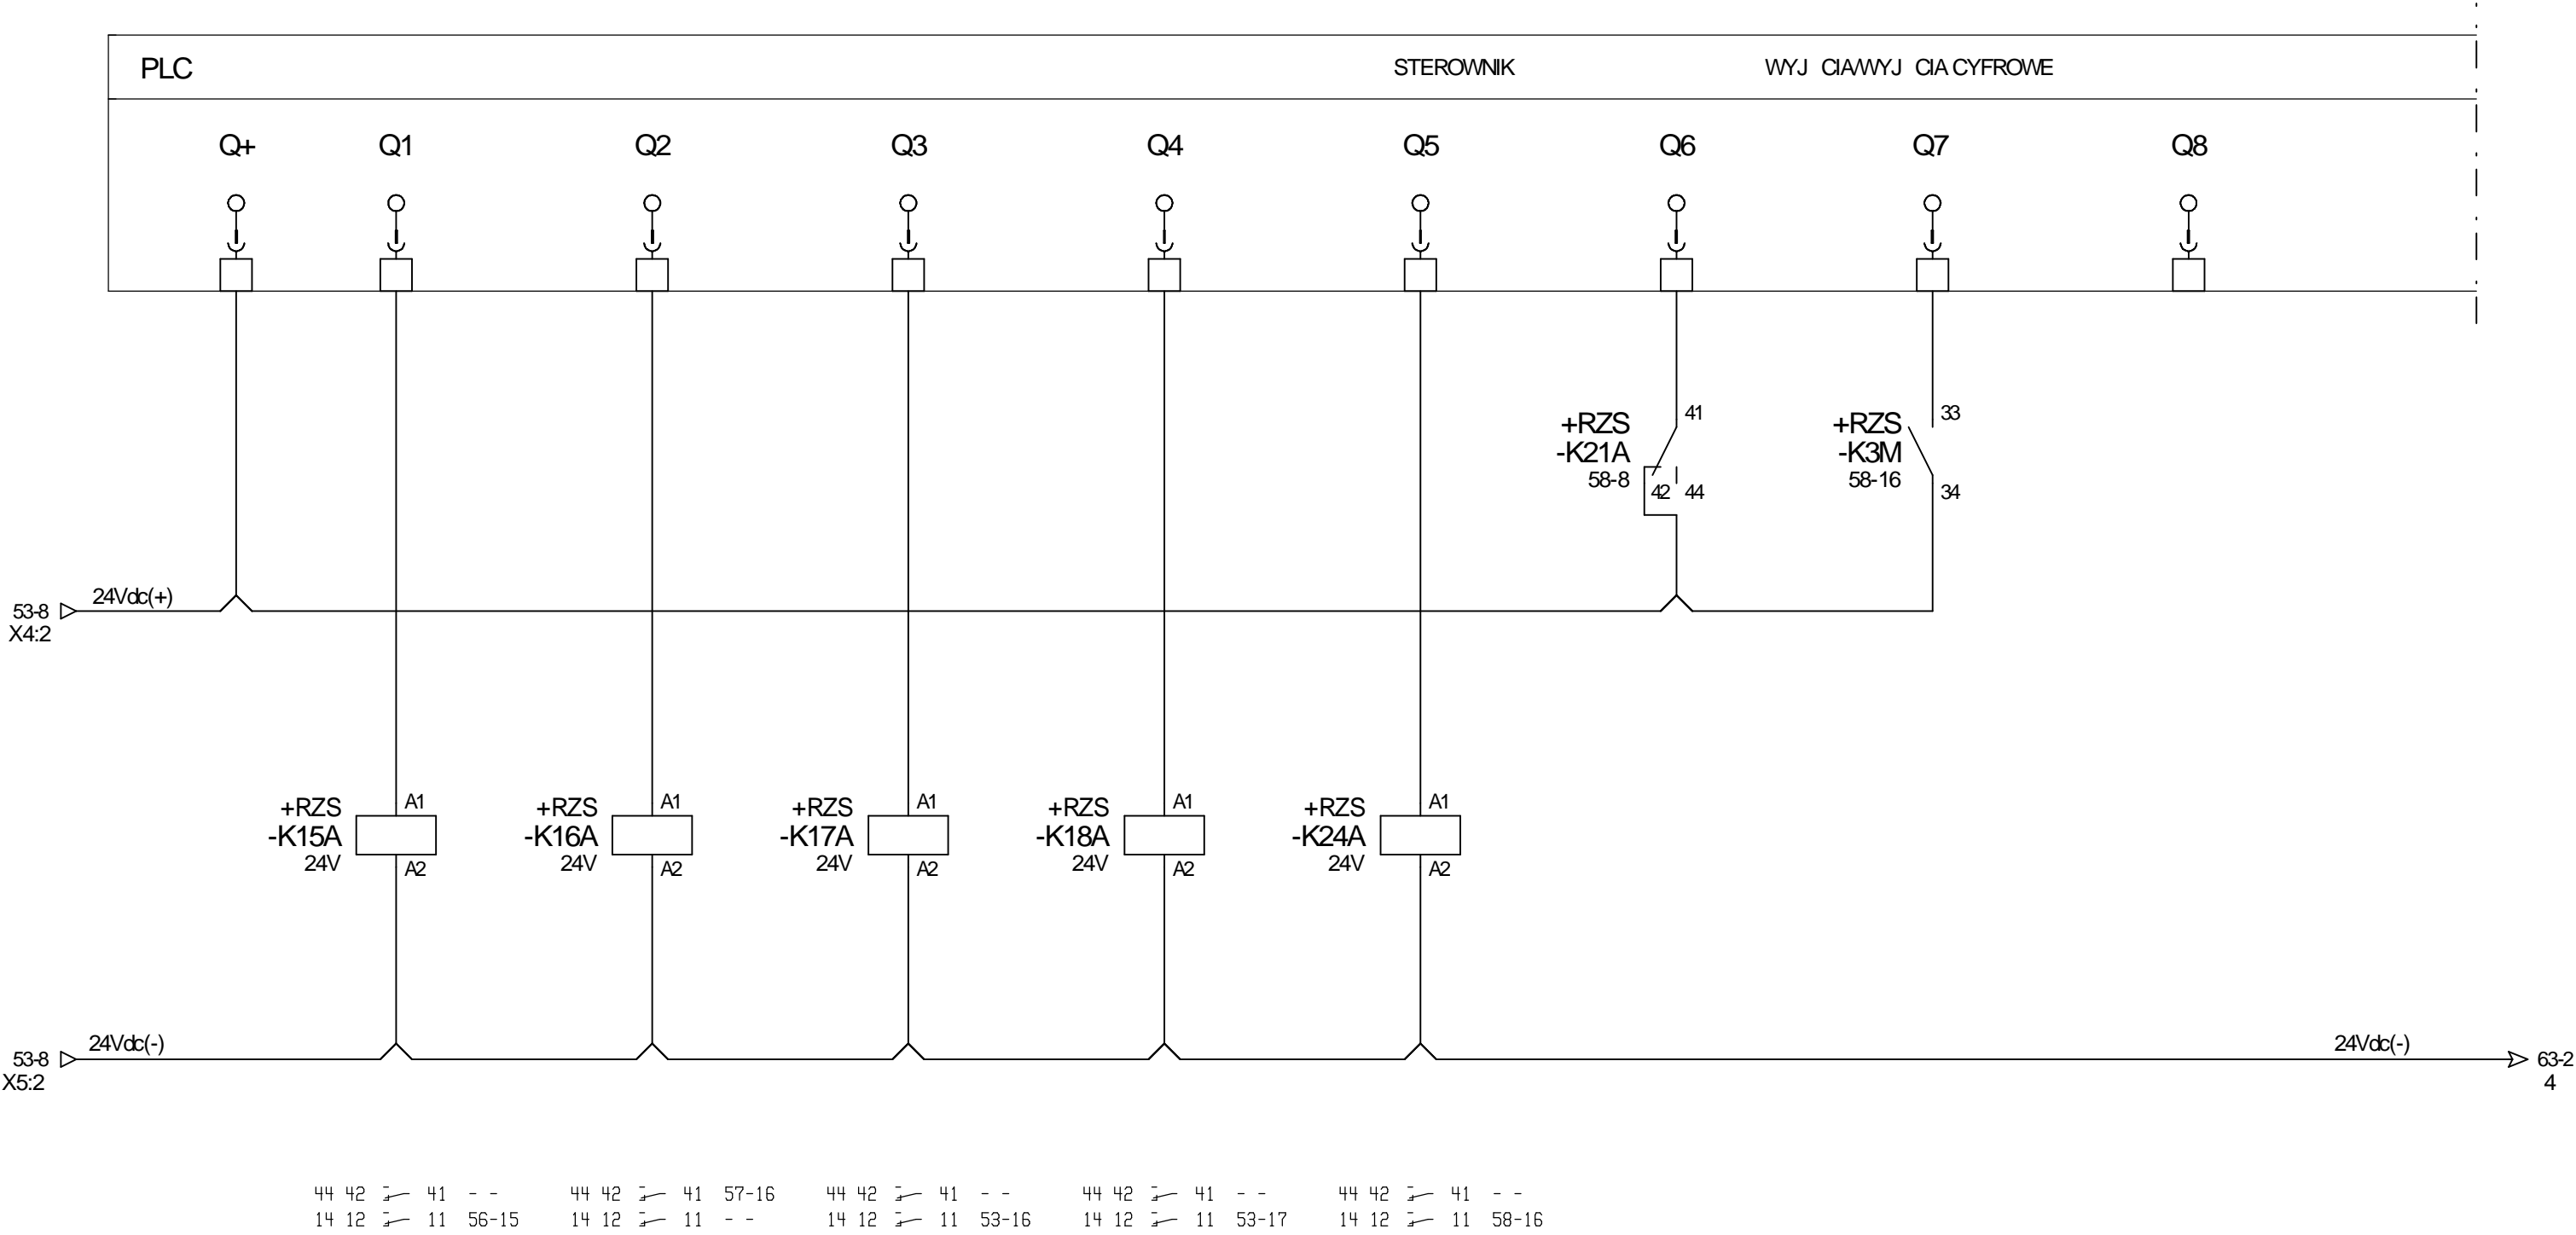 PLC STEROWNIK WYJ CIA/WYJ CIA CYFROWE
Q+ Q1 Q2 Q3 Q4 Q5 Q6 Q7 Q8
+RZS 41 +RZS 33
-K21A -K3M
58-8 42 44 58-16 34
24Vdc(+)
53-8
X4:2
+RZS A1 +RZS A1 +RZS A1 +RZS A1 +RZS A1
-K15A -K16A -K17A -K18A -K24A
24V A2 24V A2 24V A2 24V A2 24V A2
24Vdc(-) 24Vdc(-)
53-8 63-2
X5:2 4
44 42 41 - - 44 42 41 57-16 44 42 41 - - 44 42 41 - - 44 42 41 - -
14 12 11 56-15 14 12 11 - - 14 12 11 53-16 14 12 11 53-17 14 12 11 58-16